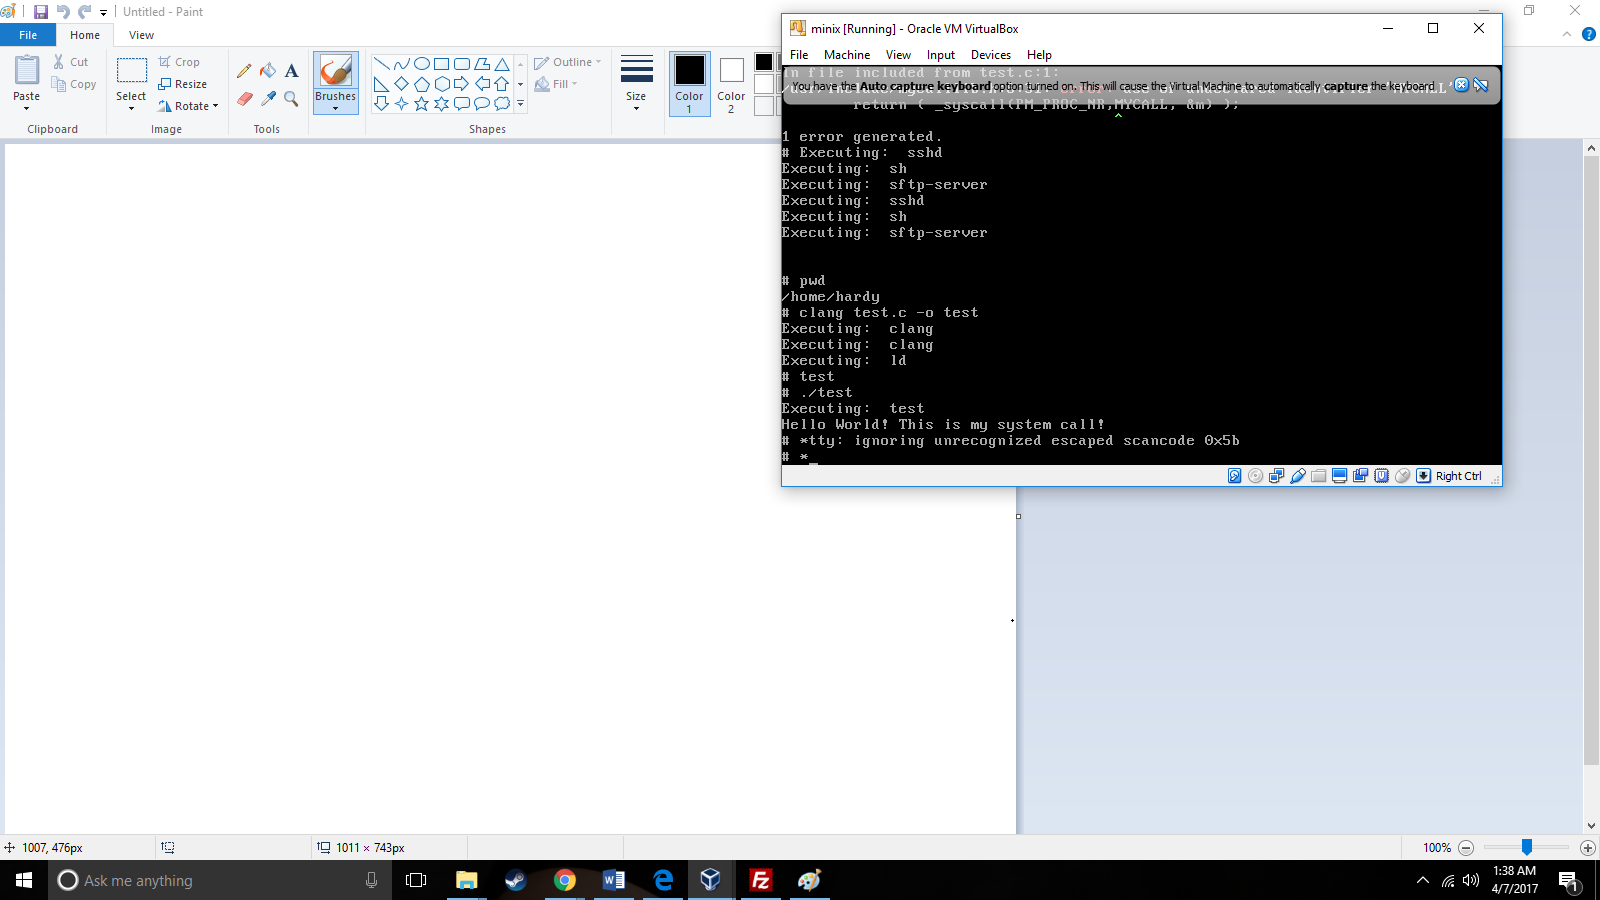 Untitled - Paint
File
Home
View
Paste
Cut
Copy
Clipboard
Select
Crop
Resize
Rotate
Image
A
Tools
Brushes
Shapes
Outline
Fill
Size
Color
1
Color
2
minix [Running] - Oracle VM VirtualBox
File Machine View Input Devices Help
In file included from test.c:1:
You have the Auto capture keyboard option turned on. This will cause the Virtual Machine to automatically capture the keyboard
return ( _syscall(PM_PROC_NR,MYCALL, &m) );
^
1 error generated.
# Executing: sshd
Executing: sh
Executing: sftp-server
Executing: sshd
Executing: sh
Executing: sftp-server
# pwd
/home/hardy
# clang test.c -o test
Executing: clang
Executing: clang
Executing: ld
# test
# ./test
Executing: test
Hello World! This is my system call!
# *tty: ignoring unrecognized escaped scancode 0x5b
# *_
Right Ctrl
1007, 476px
1011 × 743px
100%
Ask me anything
1:38 AM
4/7/2017
1